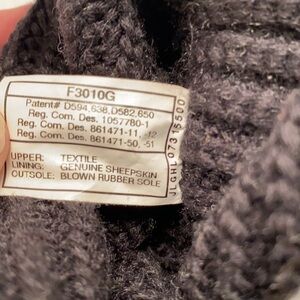 F3010G
Patent# D594,638,D582,650
Reg. Com. Des. 1057780-1
Reg. Com. Des. 861471-11, -12
Reg. Com. Des. 861471-50, -51
UPPER: TEXTILE
LINING: GENUINE SHEEPSKIN
OUTSOLE: BLOWN RUBBER SOLE